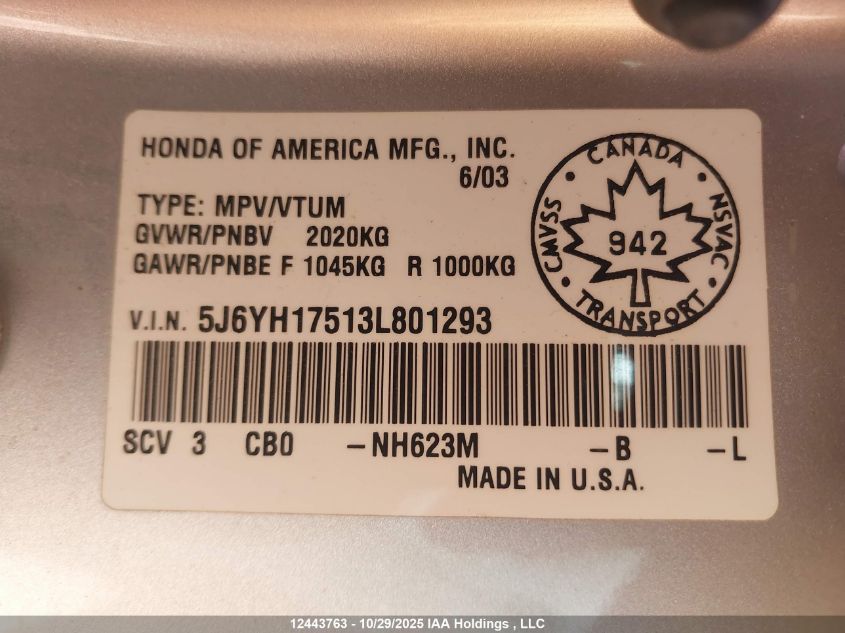 HONDA OF AMERICA MFG., INC.
6/03
TYPE: MPV/VTUM
GVWR/PNBV 2020KG
GAWR/PNBE F 1045KG R 1000KG
CANADA
CMVSS
NSVAC
942
TRANSPORT
V.I.N. 5J6YH17513L801293
SCV 3 CB0 -NH623M -B -L
MADE IN U.S.A.
12443763 - 10/29/2025 IAA Holdings , LLC